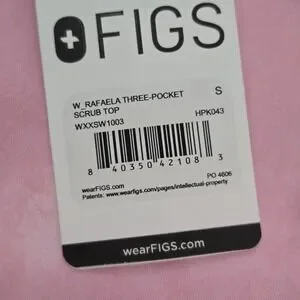 FIGS
W_RAFAELA THREE-POCKET S
SCRUB TOP
WXXSW1003 HPK043
8 40350 42108 3
wearFIGS.com
Patents: www.wearfigs.com/pages/intellectual-property
PO 4606
wearFIGS.com